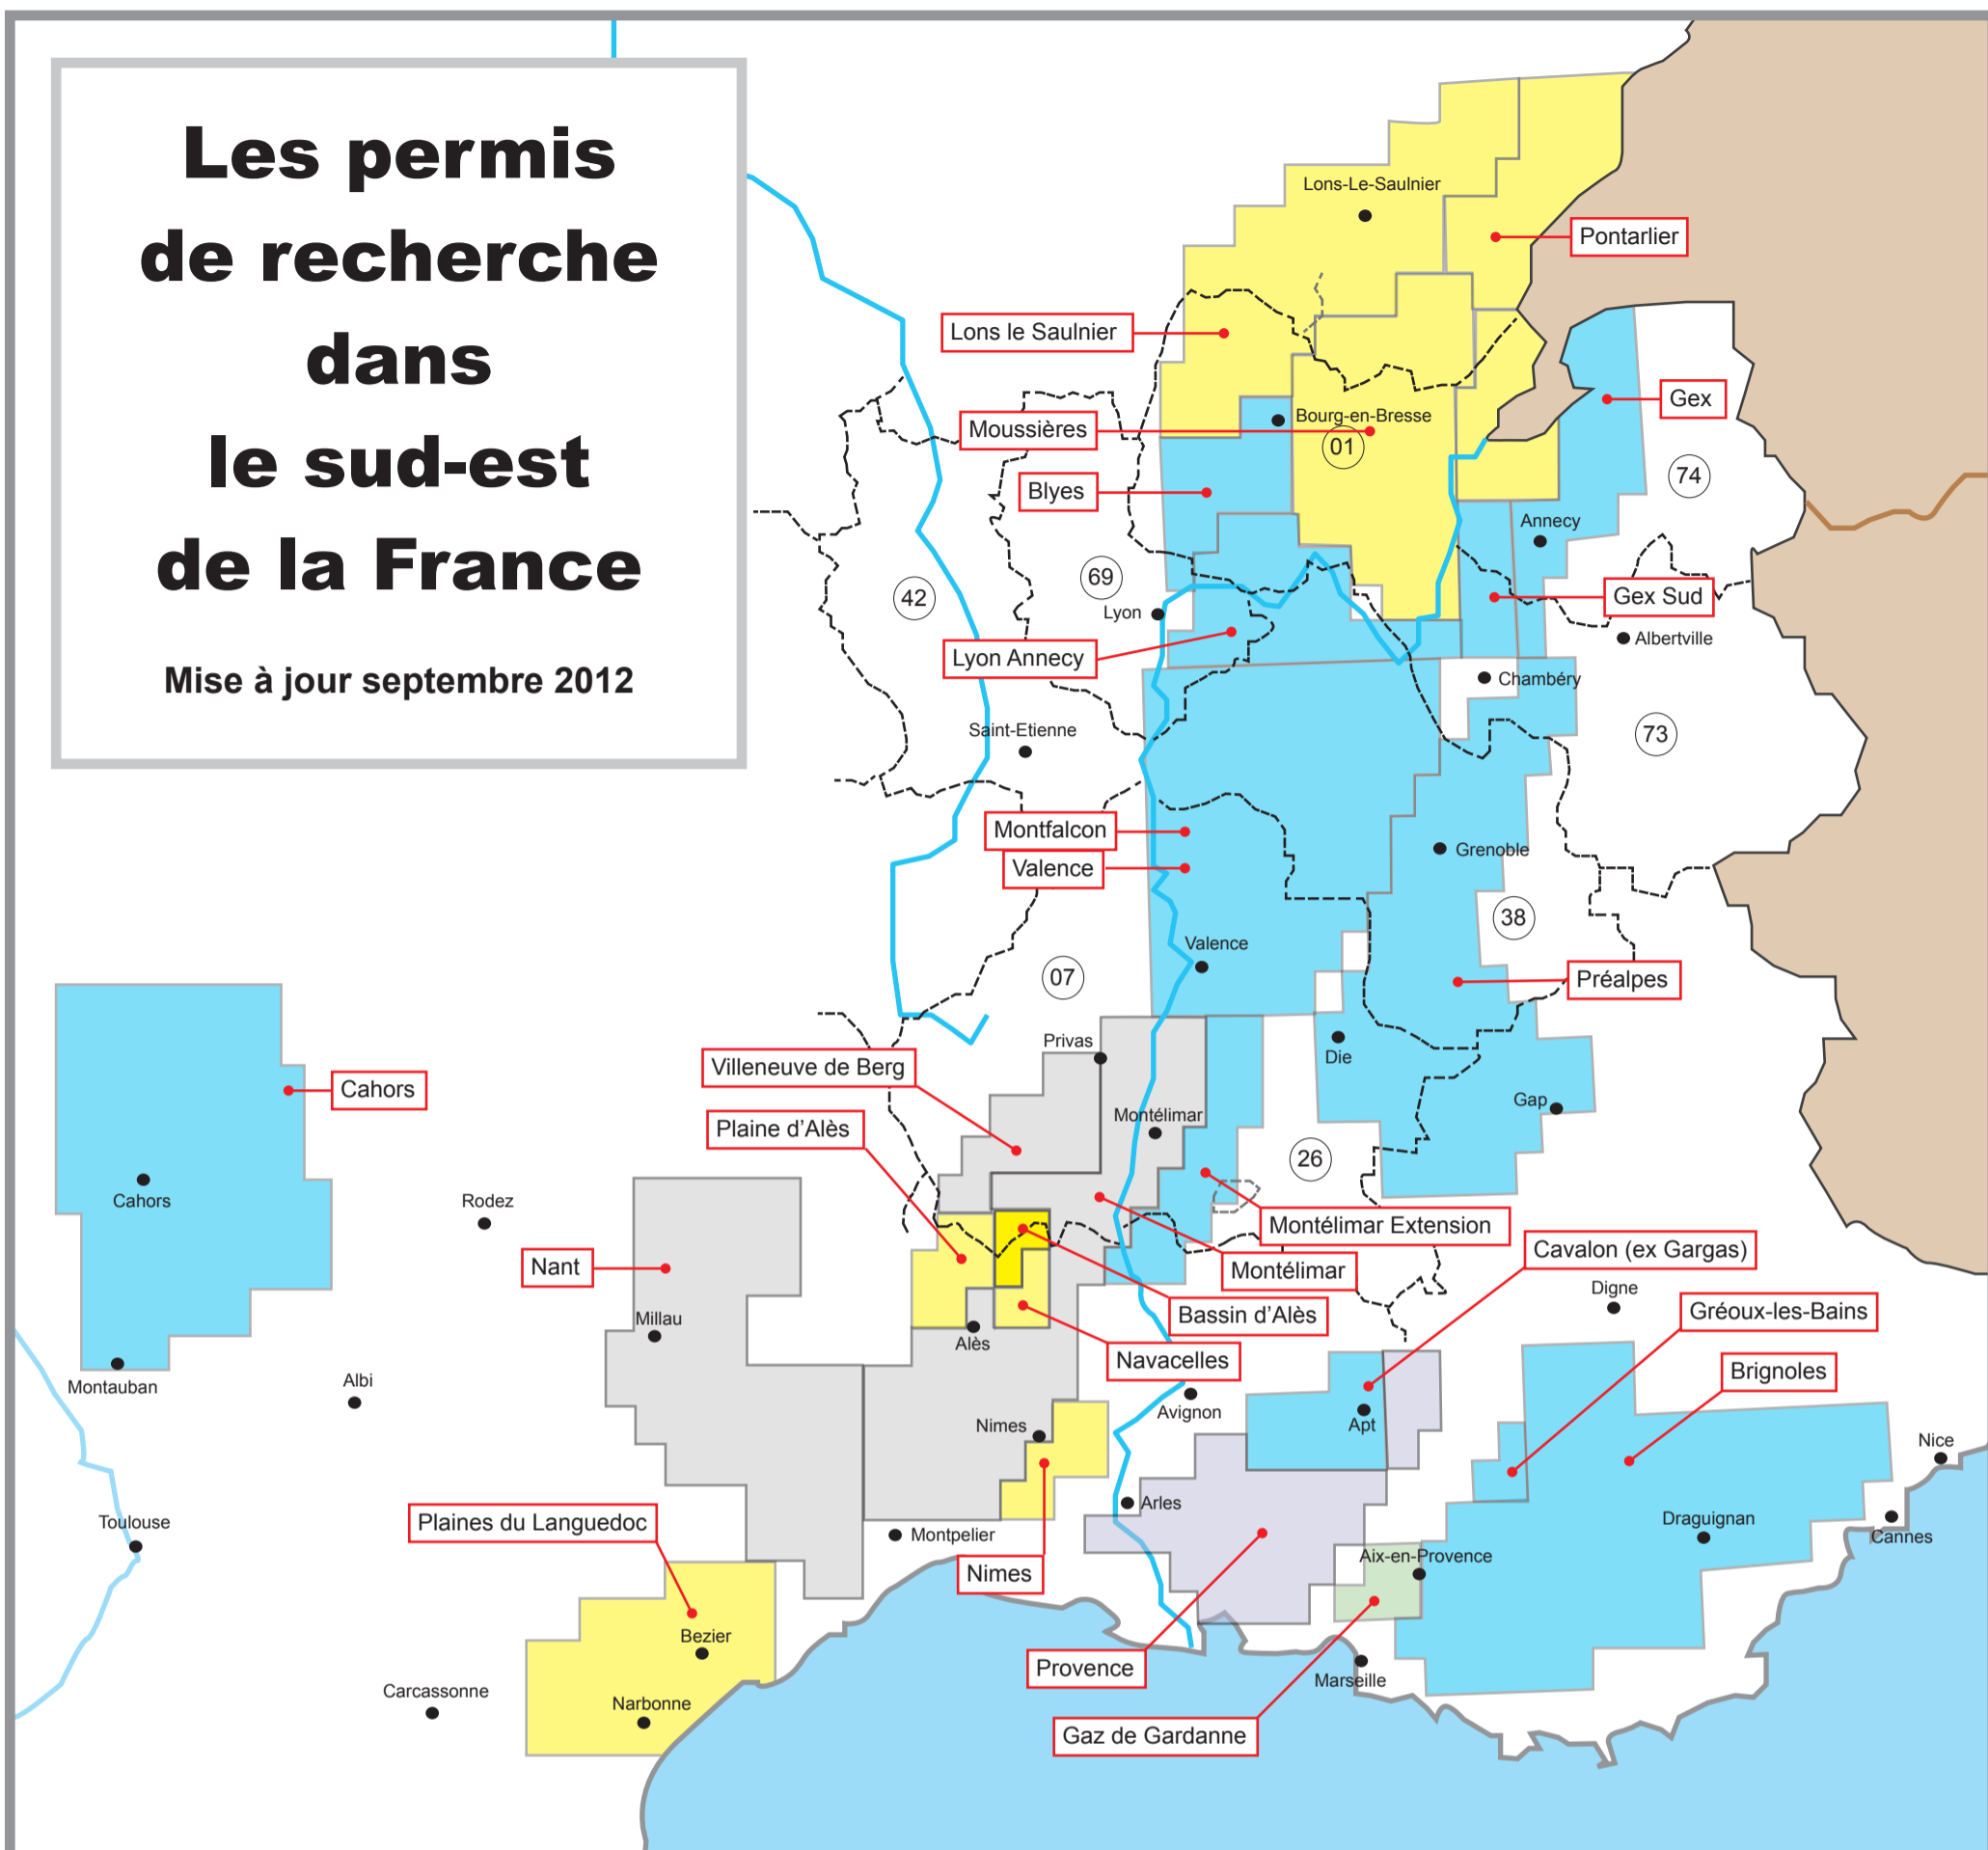 Les permis
de recherche
dans
le sud-est
de la France
Mise à jour septembre 2012
Lons-Le-Saulnier
Pontarlier
Lons le Saulnier
Gex
Bourg-en-Bresse
Moussières
01
74
Blyes
Annecy
69
42
Gex Sud
Lyon
Albertville
Lyon Annecy
Chambéry
Saint-Etienne
73
Montfalcon
Grenoble
Valence
38
Valence
07
Préalpes
Privas
Die
Villeneuve de Berg
Cahors
Gap
Montélimar
Plaine d'Alès
26
Cahors
Rodez
Montélimar Extension
Cavalon (ex Gargas)
Nant
Montélimar
Digne
Bassin d'Alès
Gréoux-les-Bains
Millau
Alès
Navacelles
Brignoles
Montauban
Albi
Avignon
Apt
Nimes
Nice
Arles
Toulouse
Plaines du Languedoc
Montpelier
Draguignan
Cannes
Aix-en-Provence
Nimes
Bezier
Provence
Marseille
Carcassonne
Narbonne
Gaz de Gardanne